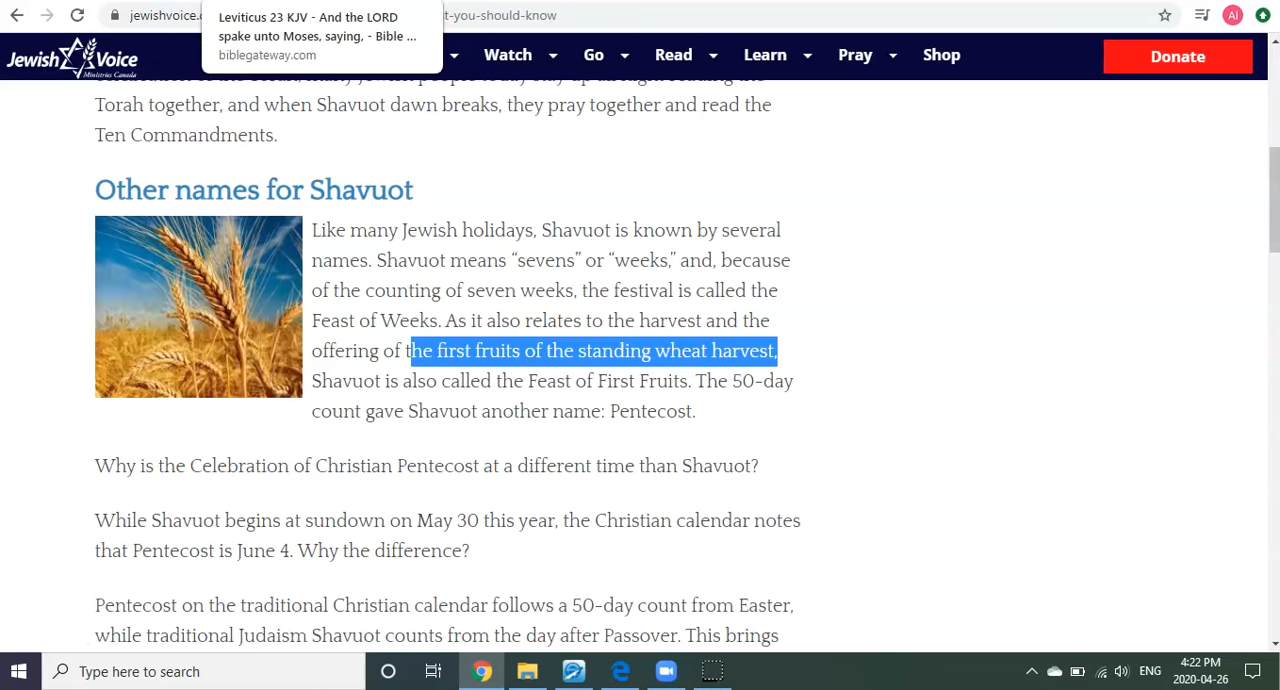 jewishvoice.
t-you-should-know
AI
Leviticus 23 KJV - And the LORD
spake unto Moses, saying, - Bible ...
biblegateway.com
Jewish Voice
Ministries Canada
Watch
Go
Read
Learn
Pray
Shop
Donate
Torah together, and when Shavuot dawn breaks, they pray together and read the
Ten Commandments.
Other names for Shavuot
Like many Jewish holidays, Shavuot is known by several
names. Shavuot means “sevens” or “weeks,” and, because
of the counting of seven weeks, the festival is called the
Feast of Weeks. As it also relates to the harvest and the
offering of the first fruits of the standing wheat harvest,
Shavuot is also called the Feast of First Fruits. The 50-day
count gave Shavuot another name: Pentecost.
Why is the Celebration of Christian Pentecost at a different time than Shavuot?
While Shavuot begins at sundown on May 30 this year, the Christian calendar notes
that Pentecost is June 4. Why the difference?
Pentecost on the traditional Christian calendar follows a 50-day count from Easter,
while traditional Judaism Shavuot counts from the day after Passover. This brings
Type here to search
ENG
4:22 PM
2020-04-26